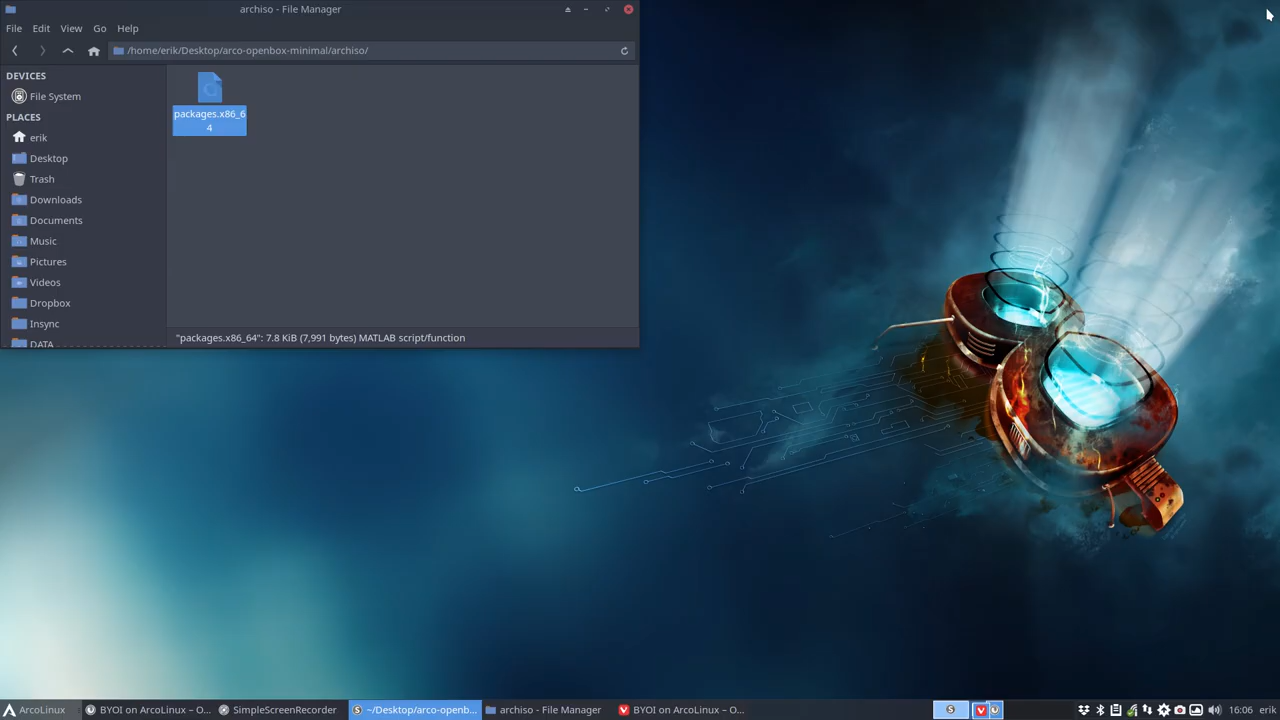 archiso - File Manager
File Edit View Go Help
/home/erik/Desktop/arco-openbox-minimal/archiso/
DEVICES
File System
PLACES
erik
Desktop
Trash
Downloads
Documents
Music
Pictures
Videos
Dropbox
Insync
DATA
packages.x86_6
4
"packages.x86_64": 7.8 KiB (7,991 bytes) MATLAB script/function
ArcoLinux
BYOI on ArcoLinux – O...
SimpleScreenRecorder
~/Desktop/arco-openb...
archiso - File Manager
BYOI on ArcoLinux – O...
16:06 erik